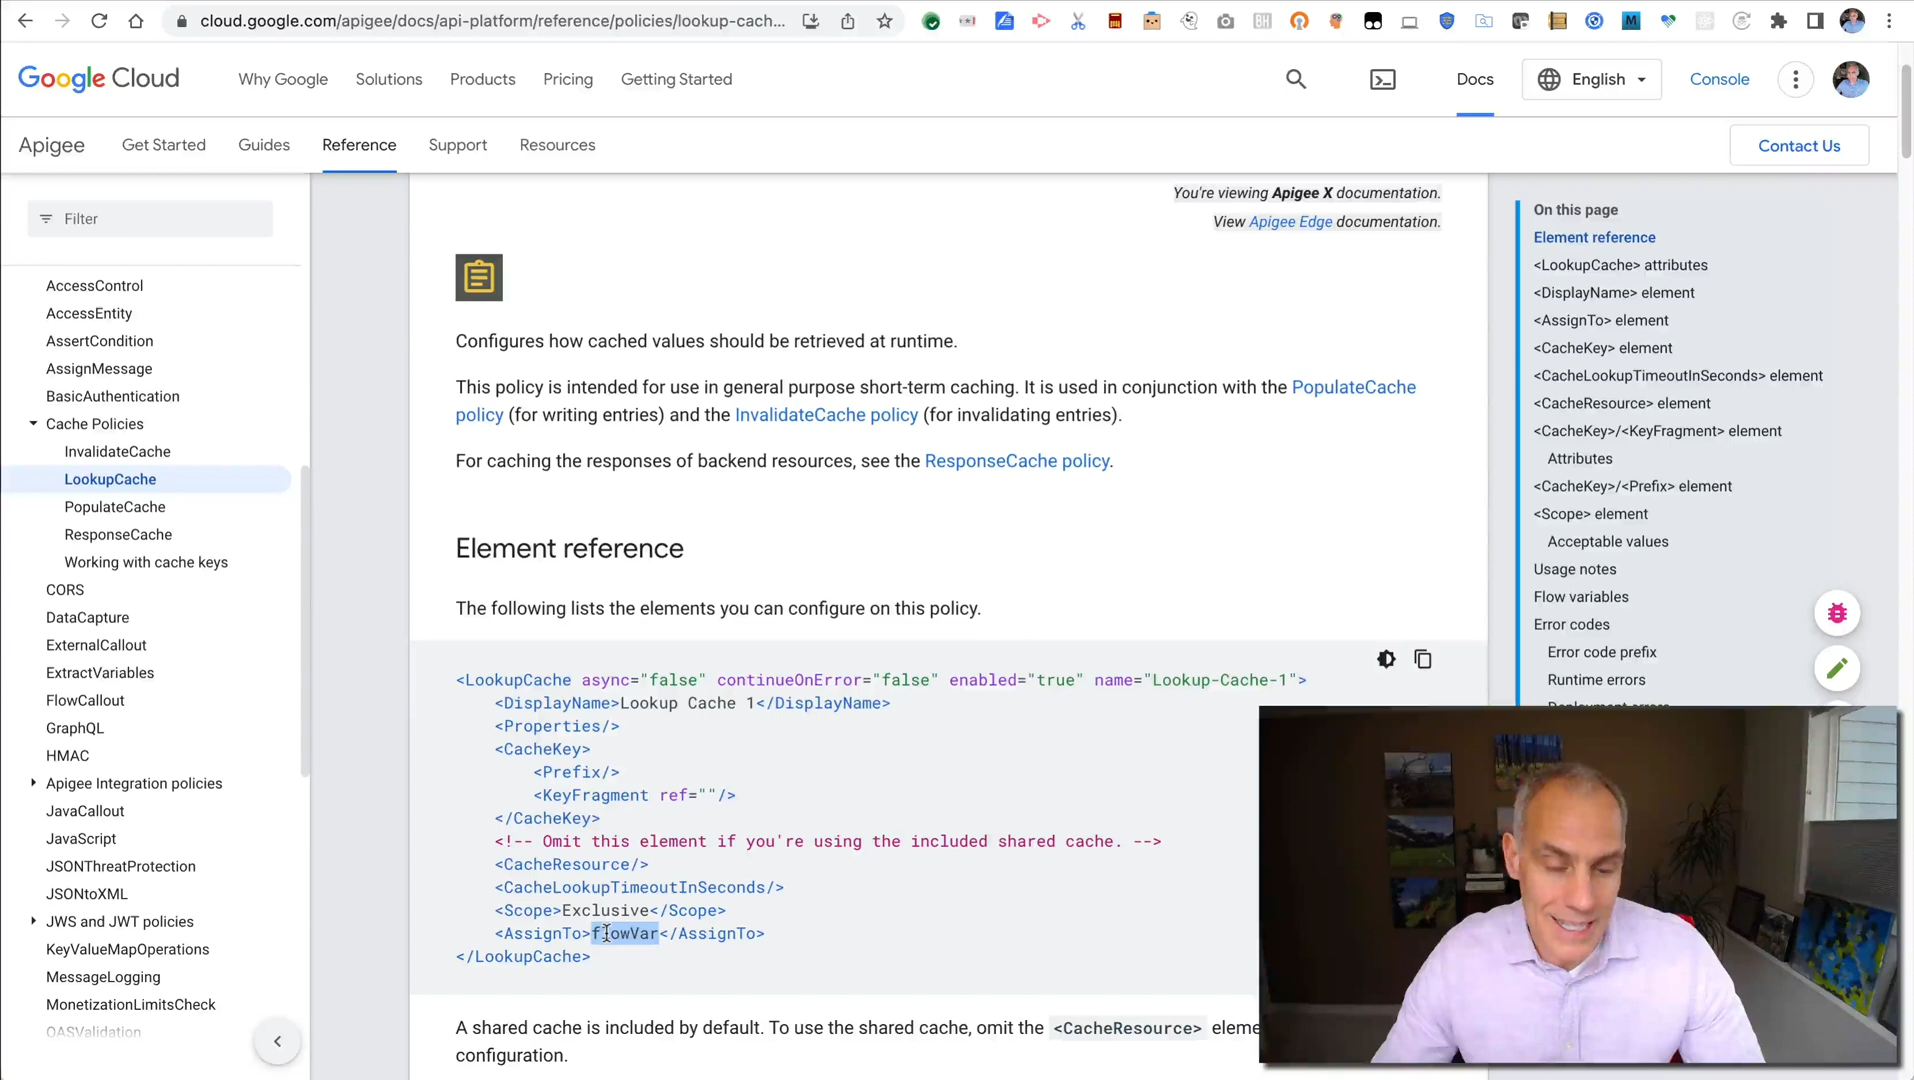 cloud.google.com/apigee/docs/api-platform/reference/policies/lookup-cach...
Google Cloud
Why Google
Solutions
Products
Pricing
Getting Started
Docs
English
Console
Apigee
Get Started
Guides
Reference
Support
Resources
Contact Us
Filter
AccessControl
AccessEntity
AssertCondition
AssignMessage
BasicAuthentication
Cache Policies
InvalidateCache
LookupCache
PopulateCache
ResponseCache
Working with cache keys
CORS
DataCapture
ExternalCallout
ExtractVariables
FlowCallout
GraphQL
HMAC
Apigee Integration policies
JavaCallout
JavaScript
JSONThreatProtection
JSONtoXML
JWS and JWT policies
KeyValueMapOperations
MessageLogging
MonetizationLimitsCheck
OASValidation
You're viewing Apigee X documentation.
View Apigee Edge documentation.
Configures how cached values should be retrieved at runtime.
This policy is intended for use in general purpose short-term caching. It is used in conjunction with the PopulateCache
policy (for writing entries) and the InvalidateCache policy (for invalidating entries).
For caching the responses of backend resources, see the ResponseCache policy.
Element reference
The following lists the elements you can configure on this policy.
<LookupCache async="false" continueOnError="false" enabled="true" name="Lookup-Cache-1">
<DisplayName>Lookup Cache 1</DisplayName>
<Properties/>
<CacheKey>
<Prefix/>
<KeyFragment ref=""/>
</CacheKey>
<!-- Omit this element if you're using the included shared cache. -->
<CacheResource/>
<CacheLookupTimeoutInSeconds/>
<Scope>Exclusive</Scope>
<AssignTo>flowVar</AssignTo>
</LookupCache>
A shared cache is included by default. To use the shared cache, omit the <CacheResource> eleme
configuration.
On this page
Element reference
<LookupCache> attributes
<DisplayName> element
<AssignTo> element
<CacheKey> element
<CacheLookupTimeoutInSeconds> element
<CacheResource> element
<CacheKey>/<KeyFragment> element
Attributes
<CacheKey>/<Prefix> element
<Scope> element
Acceptable values
Usage notes
Flow variables
Error codes
Error code prefix
Runtime errors
Deployment errors